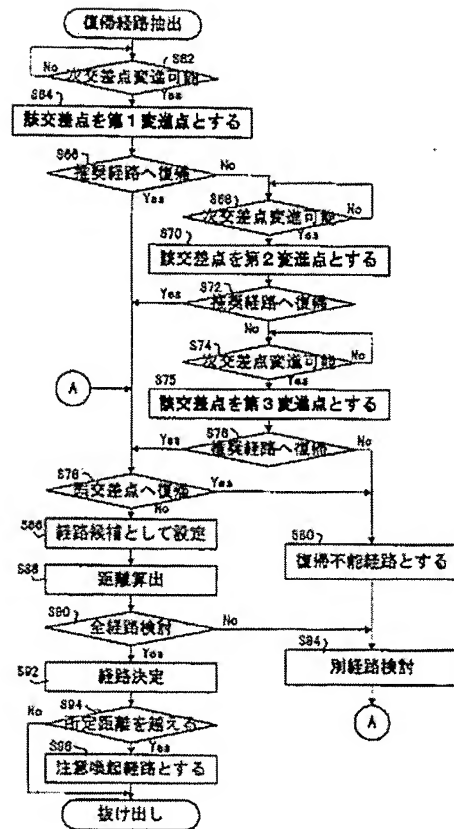 復帰経路抽出
S62
次交差点変進可能
No
Yes
S64
該交差点を第1変進点とする
S66
推奨経路へ復帰
No
Yes
S68
次交差点変進可能
No
Yes
S70
該交差点を第2変進点とする
S72
推奨経路へ復帰
Yes
No
S74
次交差点変進可能
No
Yes
A
S75
該交差点を第3変進点とする
S76
推奨経路へ復帰
Yes
No
S78
交差点へ復帰
Yes
No
S86
経路候補として設定
S80
復帰不能経路とする
S88
距離算出
S90
全経路検討
No
Yes
S84
別経路検討
S92
経路決定
S94
所定距離を越える
No
Yes
A
S96
注意喚起経路とする
抜け出し